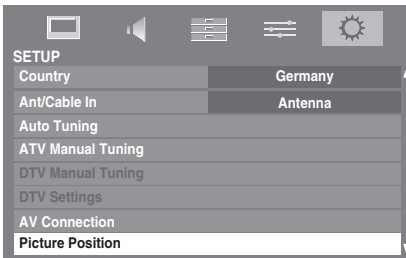 SETUP
Country Germany
Ant/Cable In Antenna
Auto Tuning
ATV Manual Tuning
DTV Manual Tuning
DTV Settings
AV Connection
Picture Position